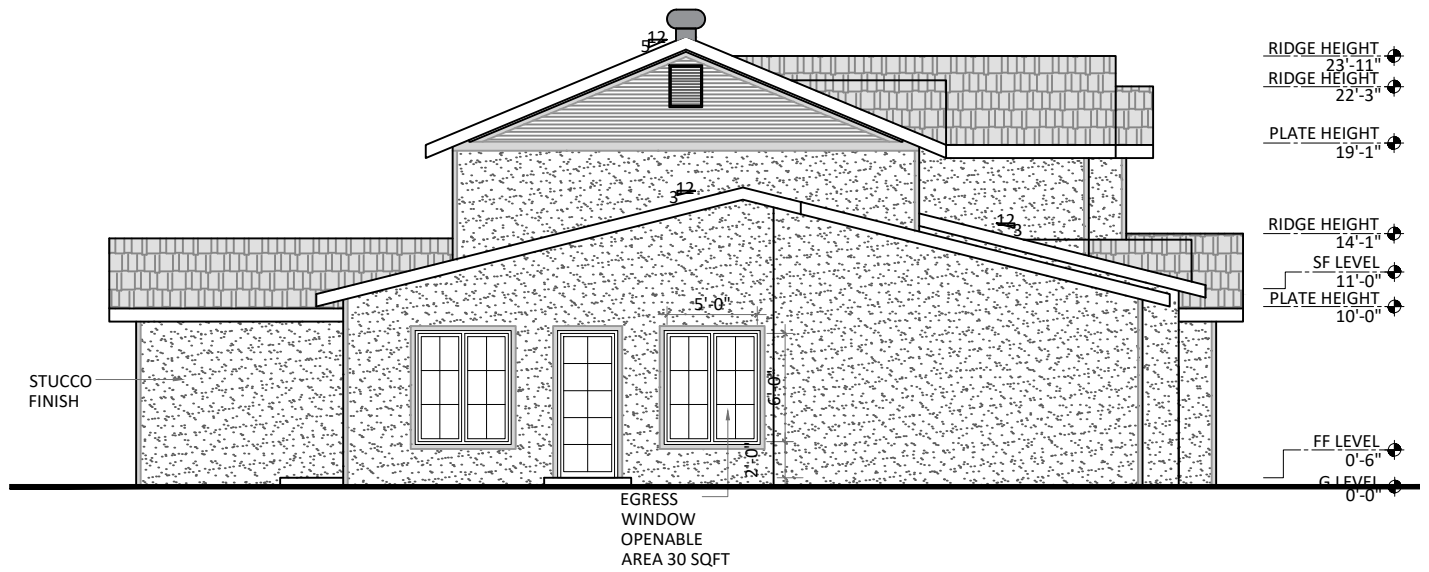 12
5
RIDGE HEIGHT
23'-11"
RIDGE HEIGHT
22'-3"
PLATE HEIGHT
19'-1"
12
3
12
3
RIDGE HEIGHT
14'-1"
SF LEVEL
11'-0"
PLATE HEIGHT
10'-0"
5'-0"
6'-0"
2'-0"
STUCCO
FINISH
FF LEVEL
0'-6"
G LEVEL
0'-0"
EGRESS
WINDOW
OPENABLE
AREA 30 SQFT